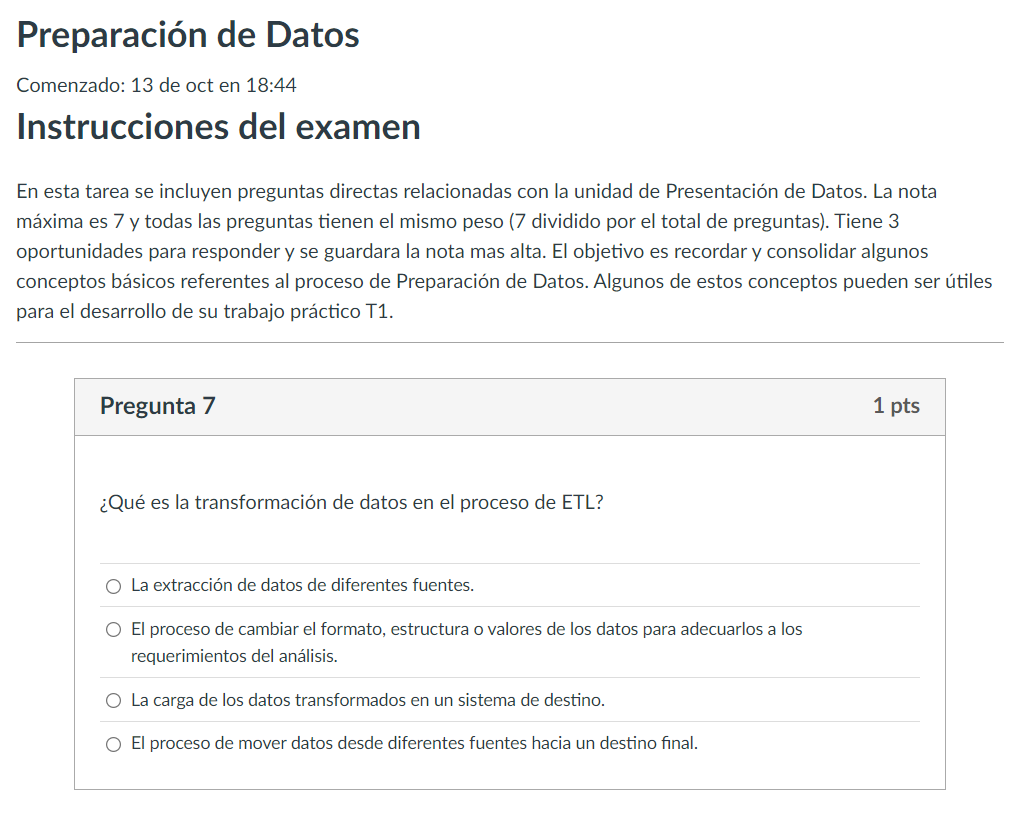 Preparación de Datos
Comenzado: 13 de oct en 18:44
Instrucciones del examen
En esta tarea se incluyen preguntas directas relacionadas con la unidad de Presentación de Datos. La nota
máxima es 7 y todas las preguntas tienen el mismo peso (7 dividido por el total de preguntas). Tiene 3
oportunidades para responder y se guardara la nota mas alta. El objetivo es recordar y consolidar algunos
conceptos básicos referentes al proceso de Preparación de Datos. Algunos de estos conceptos pueden ser útiles
para el desarrollo de su trabajo práctico T1.
Pregunta 7 1 pts
¿Qué es la transformación de datos en el proceso de ETL?
La extracción de datos de diferentes fuentes.
El proceso de cambiar el formato, estructura o valores de los datos para adecuarlos a los
requerimientos del análisis.
La carga de los datos transformados en un sistema de destino.
El proceso de mover datos desde diferentes fuentes hacia un destino final.